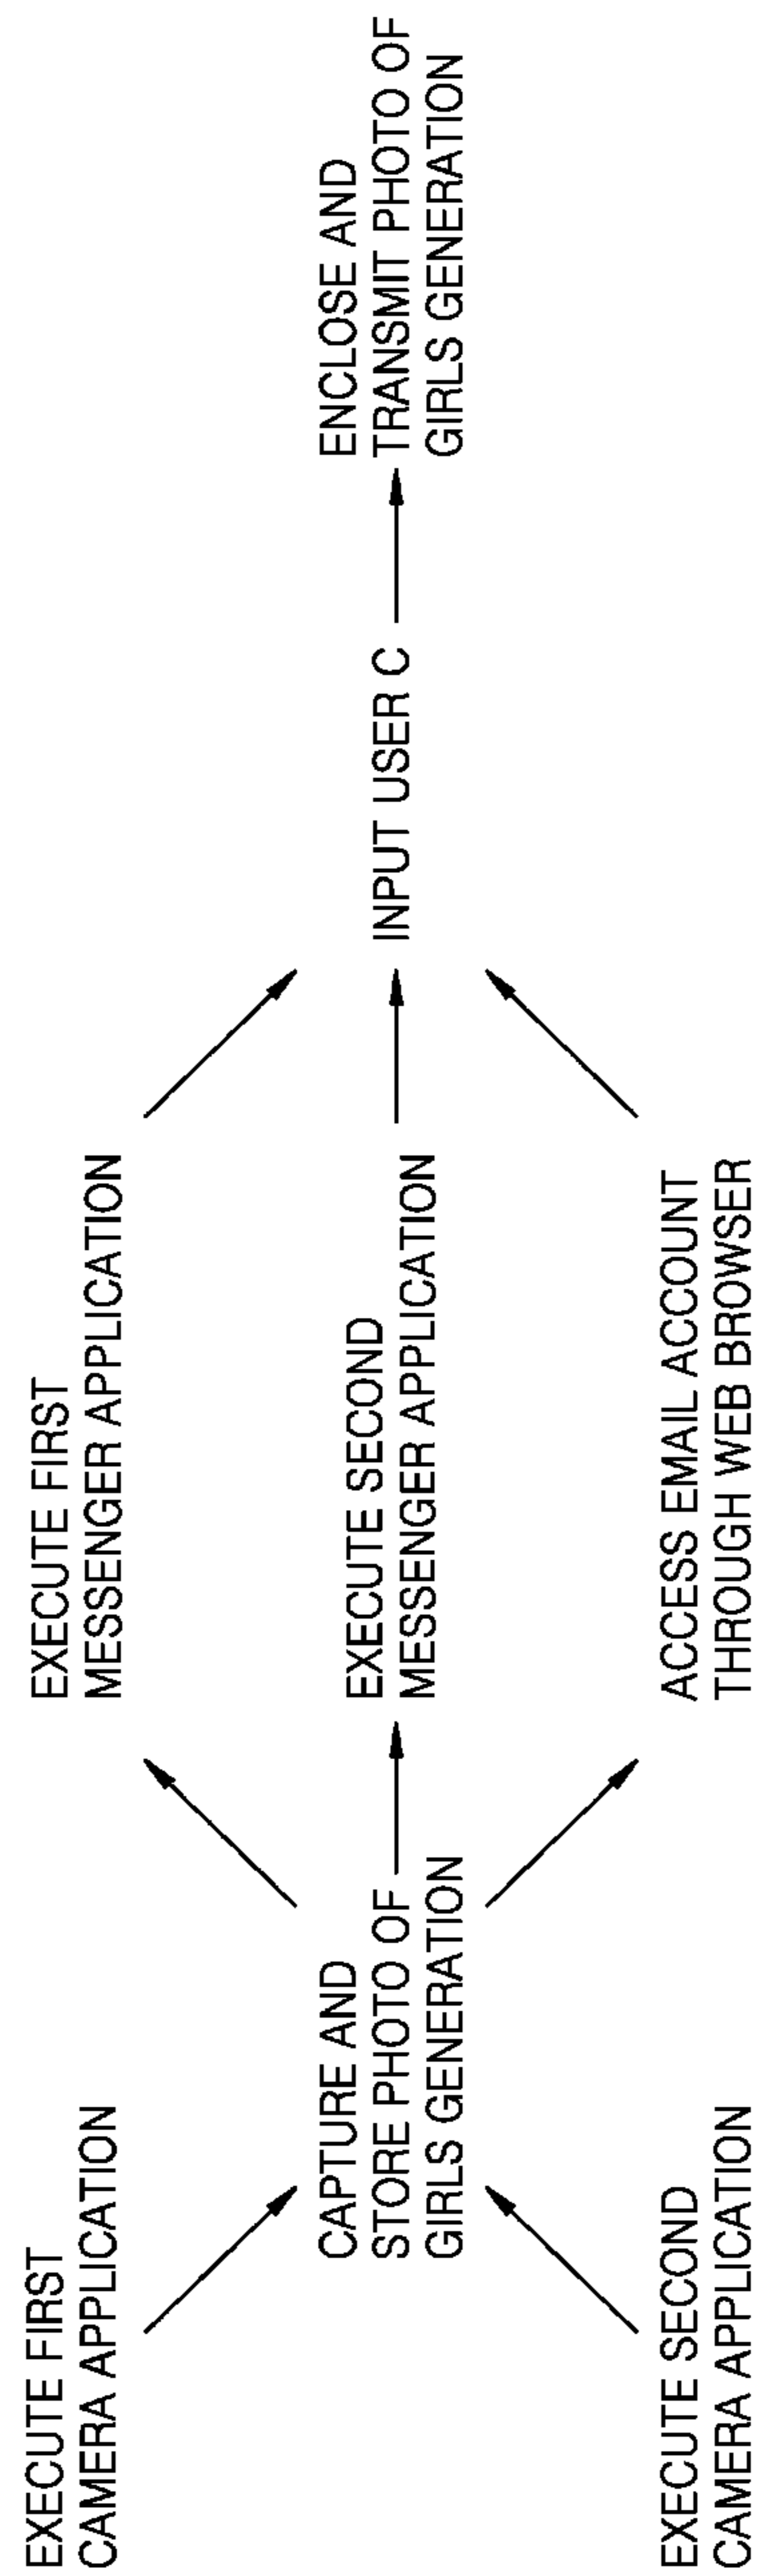 EXECUTE FIRST
CAMERA APPLICATION
EXECUTE SECOND
CAMERA APPLICATION
CAPTURE AND
STORE PHOTO OF
GIRLS GENERATION
EXECUTE FIRST
MESSENGER APPLICATION
EXECUTE SECOND
MESSENGER APPLICATION
ACCESS EMAIL ACCOUNT
THROUGH WEB BROWSER
INPUT USER C
ENCLOSE AND
TRANSMIT PHOTO OF
GIRLS GENERATION